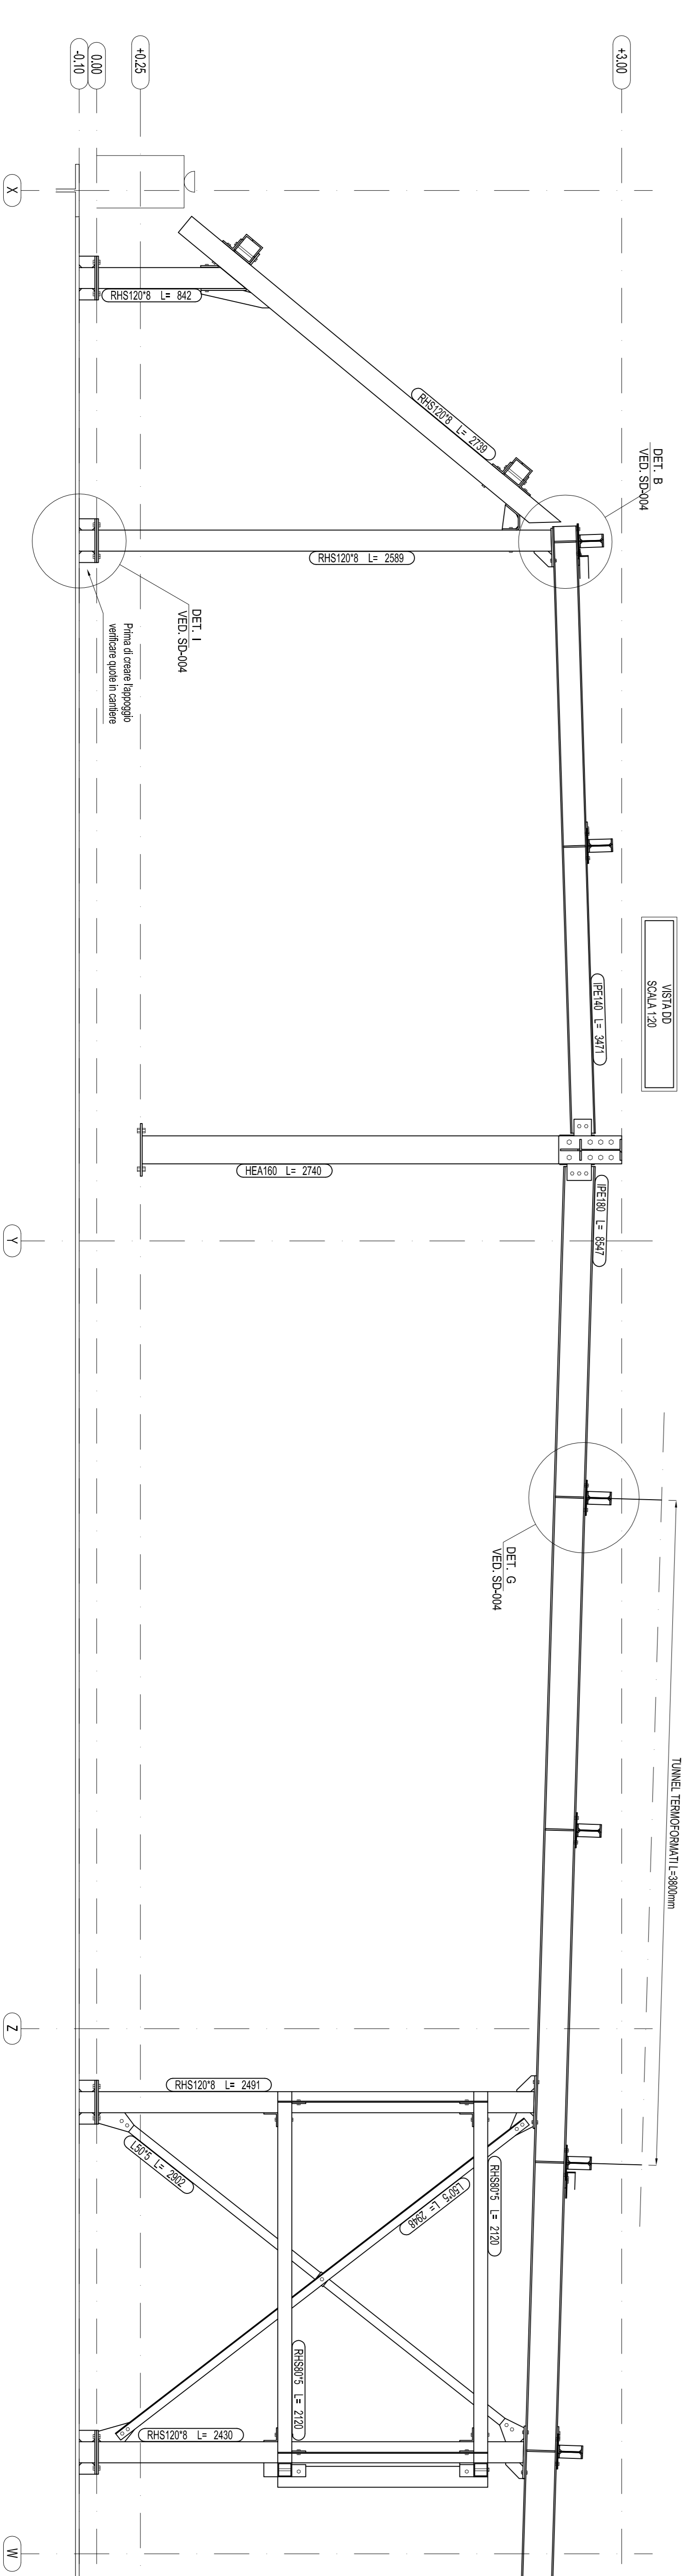 +3.00
+0.25
0.00
-0.10
X
RHS120*8 L= 842
RHS120*8 L= 2739
DET. B
VED. SD-004
RHS120*8 L= 2589
DET. I
VED. SD-004
Prima di creare l'appoggio
verificare quote in cantiere
VISTA DD
SCALA 1:20
IPE140 L= 3471
HEA160 L= 2740
IPE180 L= 8547
Y
DET. G
VED. SD-004
TUNNEL TERMOFORMATI L=3800mm
Z
RHS120*8 L= 2491
L50*5 L= 2902
L50*5 L= 2948
RHS80*5 L= 2120
RHS80*5 L= 2120
RHS120*8 L= 2430
W